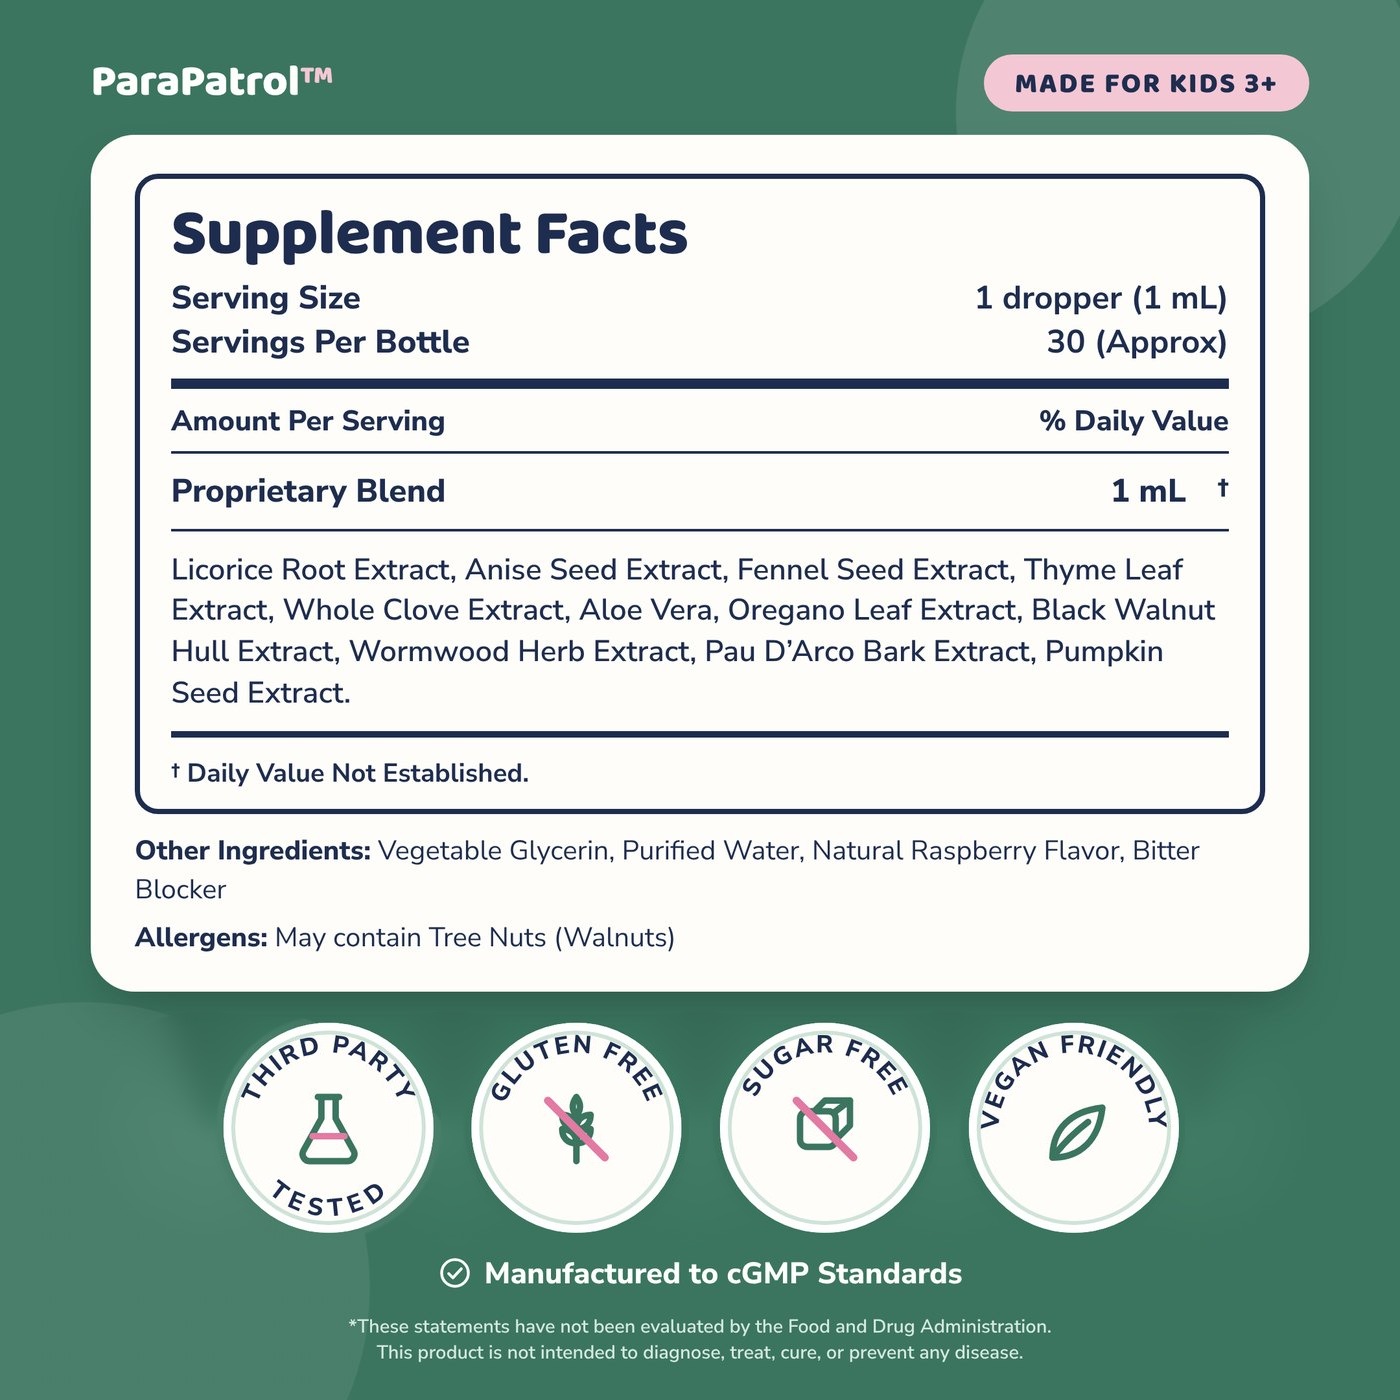 ParaPatrol™
MADE FOR KIDS 3+
Supplement Facts
Serving Size 1 dropper (1 mL)
Servings Per Bottle 30 (Approx)
Amount Per Serving % Daily Value
Proprietary Blend 1 mL †
Licorice Root Extract, Anise Seed Extract, Fennel Seed Extract, Thyme Leaf
Extract, Whole Clove Extract, Aloe Vera, Oregano Leaf Extract, Black Walnut
Hull Extract, Wormwood Herb Extract, Pau D’Arco Bark Extract, Pumpkin
Seed Extract.
† Daily Value Not Established.
Other Ingredients: Vegetable Glycerin, Purified Water, Natural Raspberry Flavor, Bitter
Blocker
Allergens: May contain Tree Nuts (Walnuts)
THIRD PARTY
TESTED
GLUTEN FREE
SUGAR FREE
VEGAN FRIENDLY
Manufactured to cGMP Standards
*These statements have not been evaluated by the Food and Drug Administration.
This product is not intended to diagnose, treat, cure, or prevent any disease.